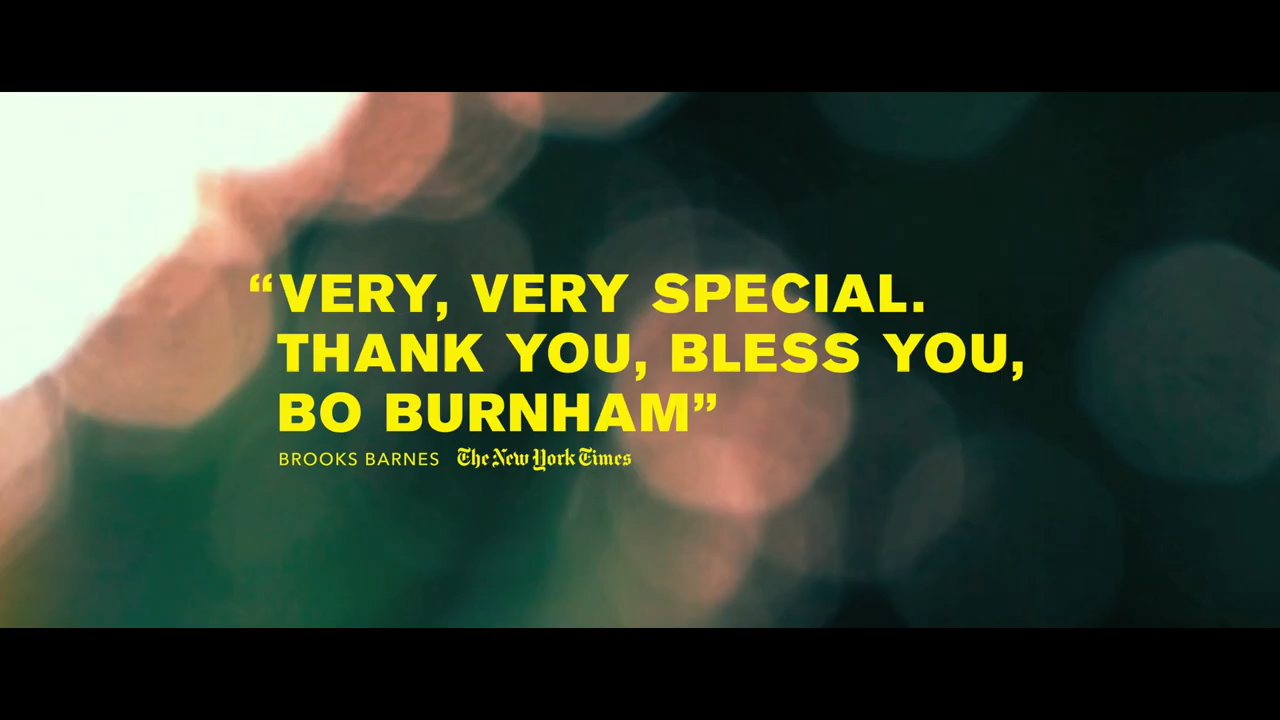 “VERY, VERY SPECIAL.
THANK YOU, BLESS YOU,
BO BURNHAM”
BROOKS BARNES The New York Times